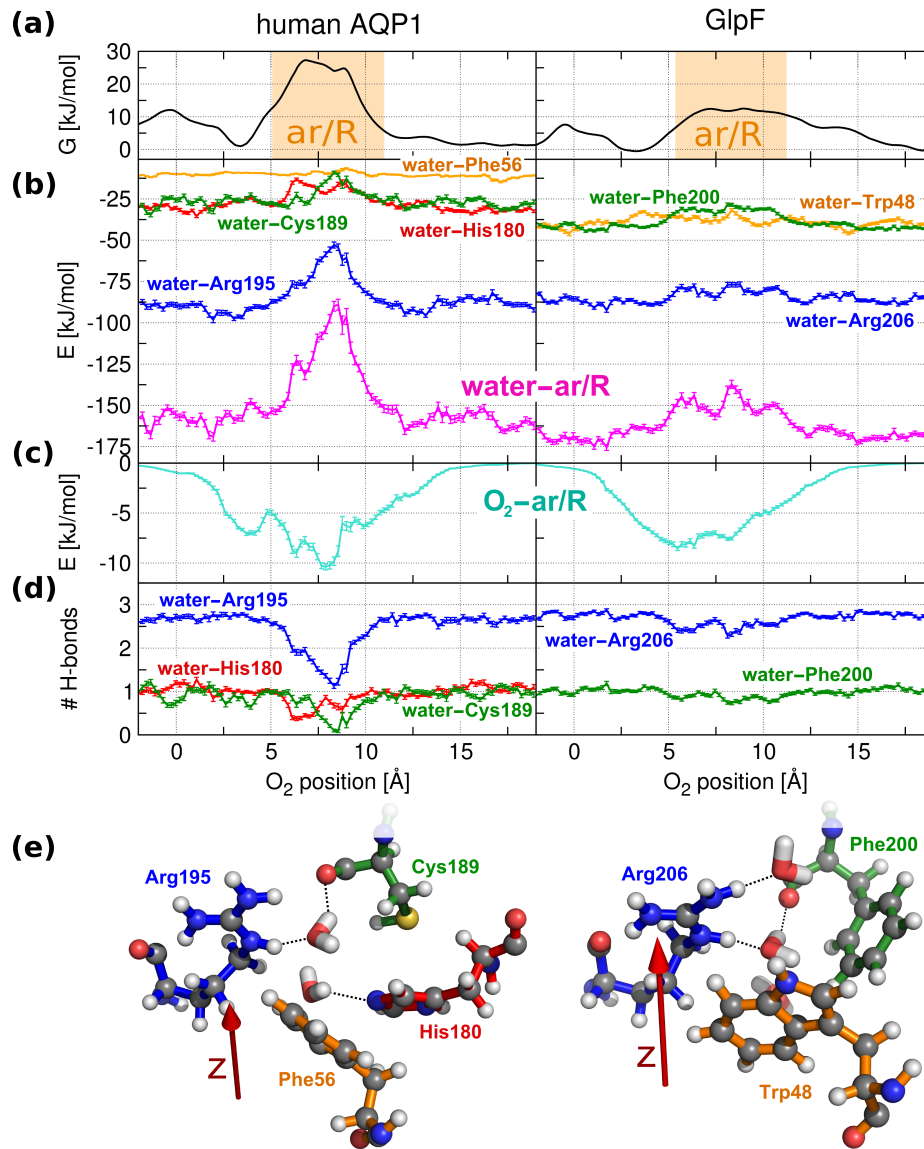 (a)
human AQP1
GlpF
G [kJ/mol]
30
20
10
0
ar/R
ar/R
(b)
E [kJ/mol]
-25
-50
-75
-100
-125
-150
-175
water–Phe56
water–Cys189
water–His180
water–Arg195
water–Phe200
water–Trp48
water–Arg206
water–ar/R
(c)
E [kJ/mol]
0
-5
-10
O2–ar/R
(d)
# H-bonds
3
2
1
0
water–Arg195
water–His180
water–Cys189
water–Arg206
water–Phe200
0 5 10 15 0 5 10 15
O2 position [Å] O2 position [Å]
(e)
Arg195
Cys189
His180
Phe56
Z
Arg206
Phe200
Trp48
Z